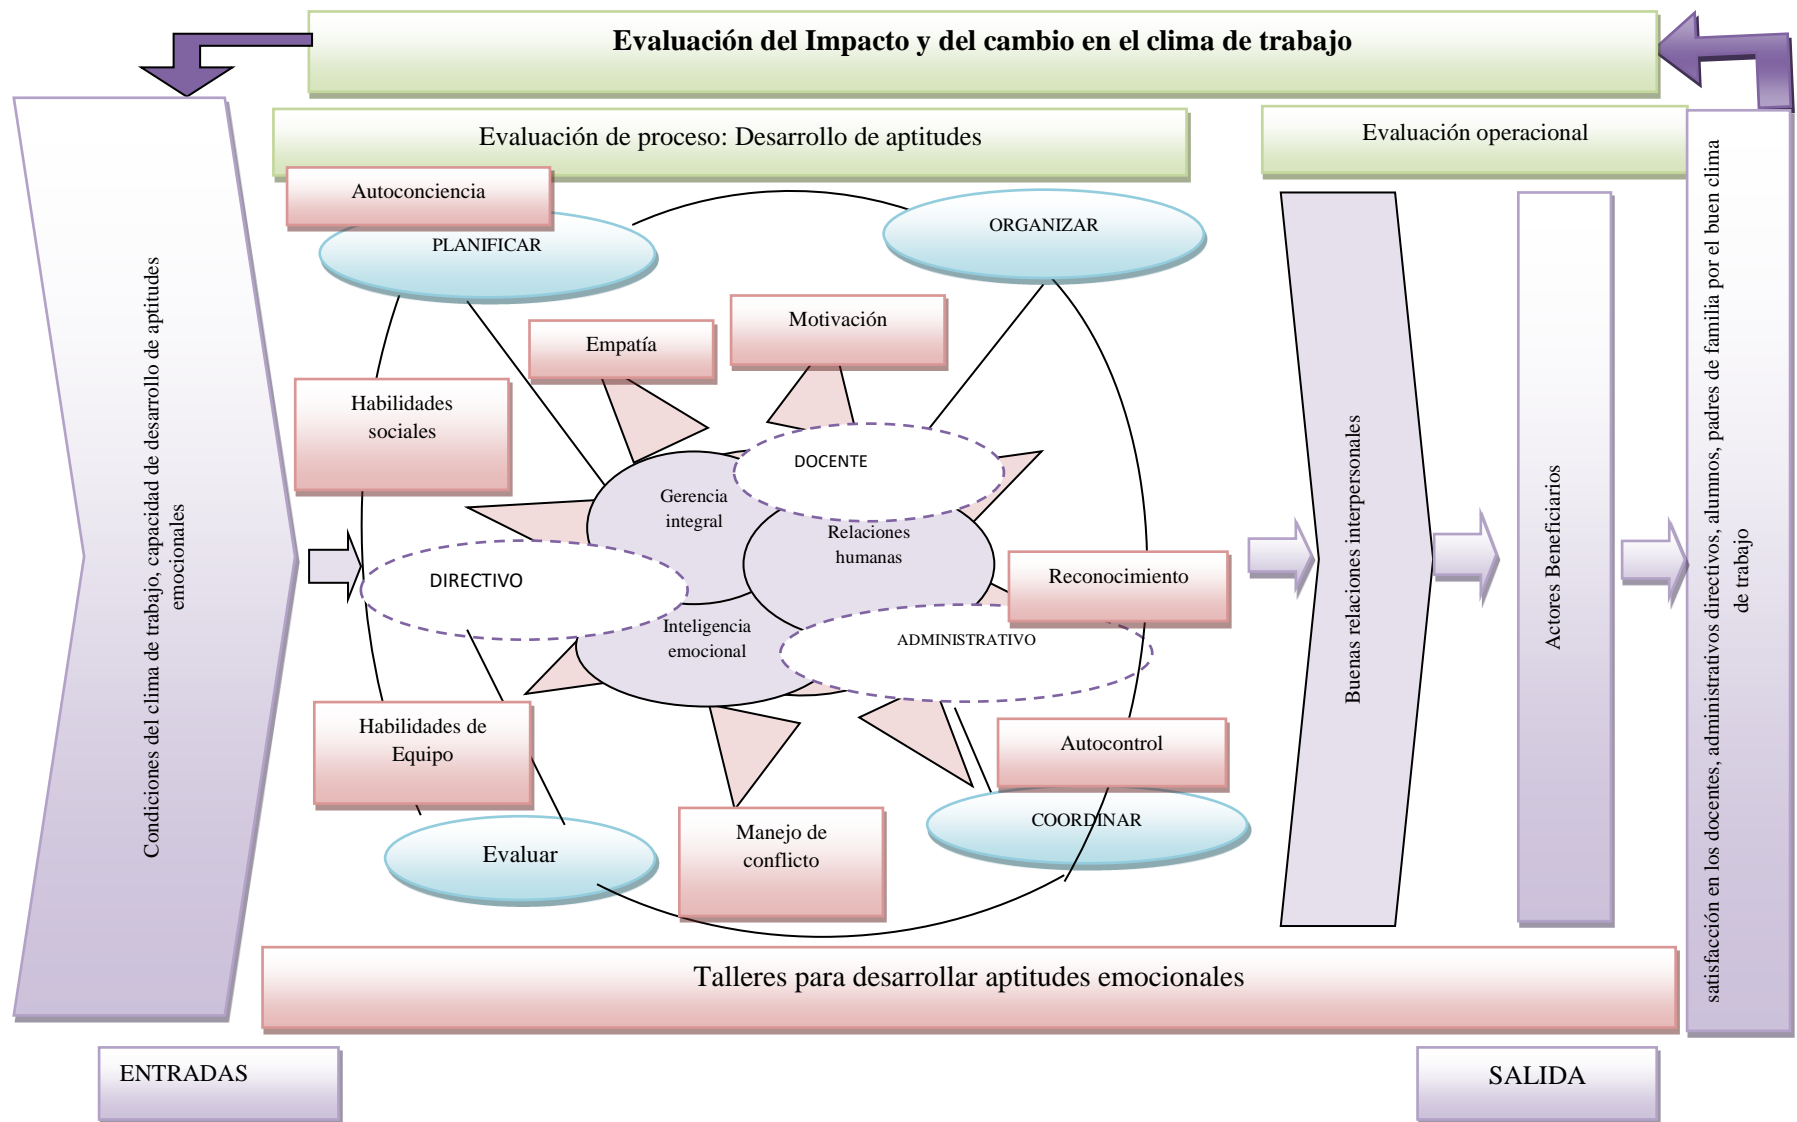 Evaluación del Impacto y del cambio en el clima de trabajo
Evaluación de proceso: Desarrollo de aptitudes
Evaluación operacional
Condiciones del clima de trabajo, capacidad de desarrollo de aptitudes
emocionales
Autoconciencia
PLANIFICAR
ORGANIZAR
Empatía
Motivación
Habilidades
sociales
DOCENTE
Gerencia
integral
Relaciones
humanas
DIRECTIVO
Reconocimiento
Inteligencia
emocional
ADMINISTRATIVO
Habilidades de
Equipo
Autocontrol
Evaluar
Manejo de
conflicto
COORDINAR
Buenas relaciones interpersonales
Actores Beneficiarios
satisfacción en los docentes, administrativos directivos, alumnos, padres de familia por el buen clima
de trabajo
Talleres para desarrollar aptitudes emocionales
ENTRADAS
SALIDA